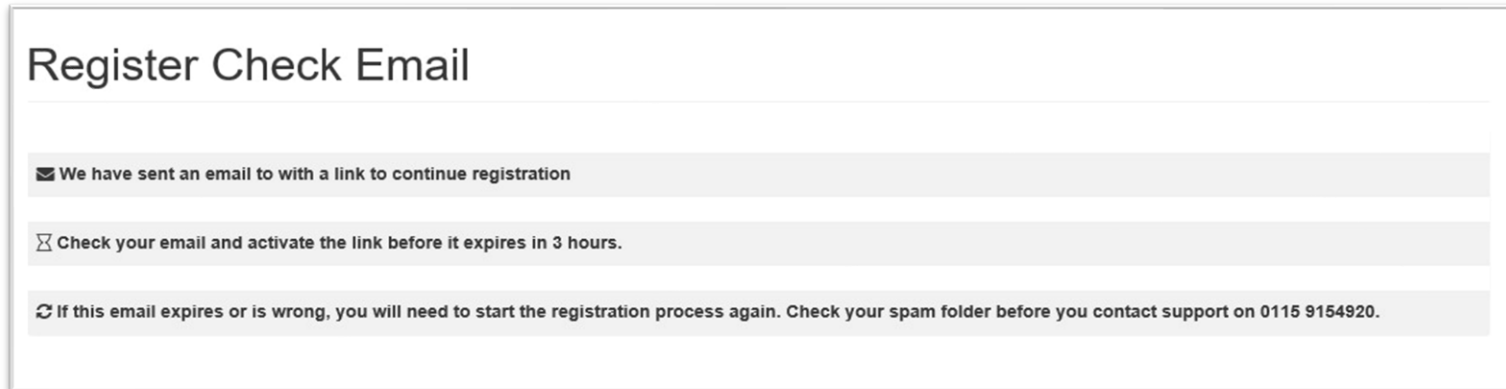 Register Check Email
We have sent an email to with a link to continue registration
Check your email and activate the link before it expires in 3 hours.
If this email expires or is wrong, you will need to start the registration process again. Check your spam folder before you contact support on 0115 9154920.